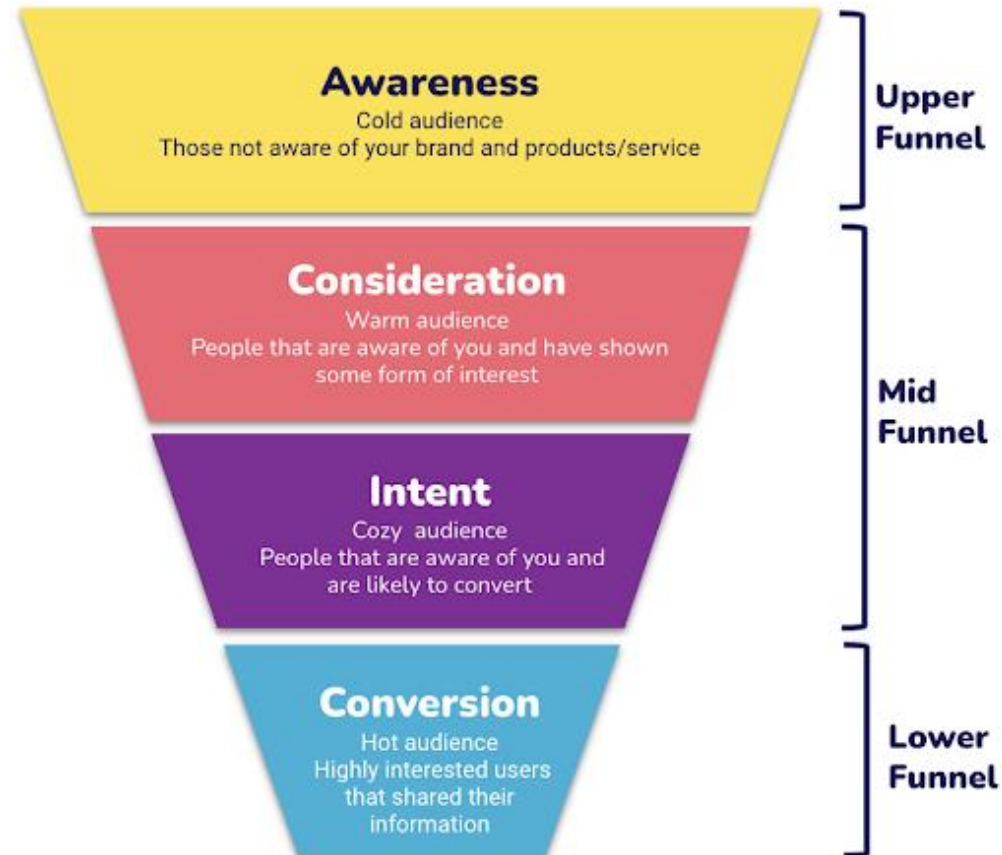 Awareness
Cold audience
Those not aware of your brand and products/service
Upper
Funnel
Consideration
Warm audience
People that are aware of you and have shown
some form of interest
Mid
Funnel
Intent
Cozy audience
People that are aware of you and
are likely to convert
Conversion
Hot audience
Highly interested users
that shared their
information
Lower
Funnel